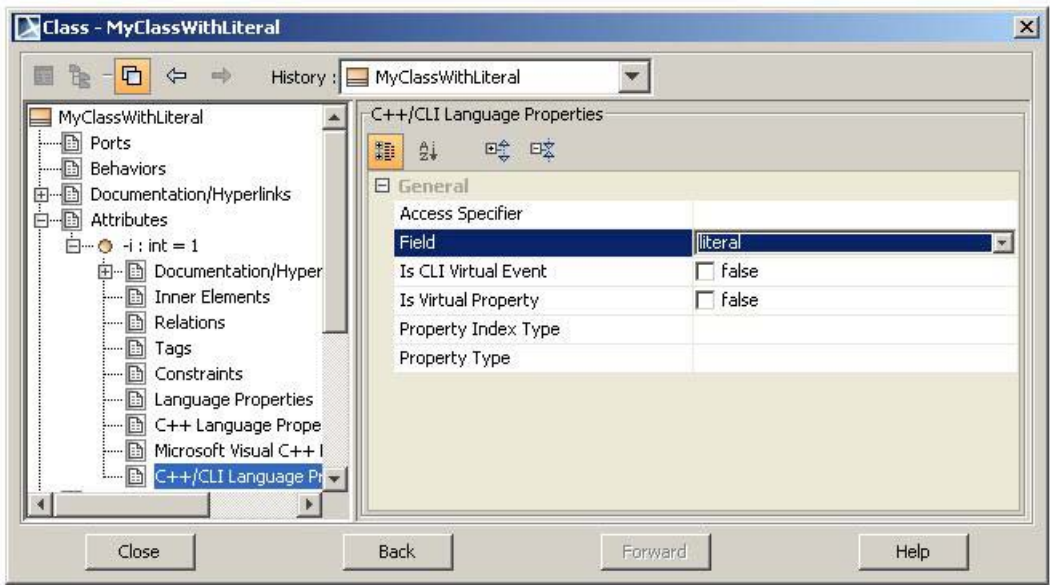 Class - MyClassWithLiteral
History : MyClassWithLiteral
MyClassWithLiteral
Ports
Behaviors
Documentation/Hyperlinks
Attributes
-i : int = 1
Documentation/Hyper
Inner Elements
Relations
Tags
Constraints
Language Properties
C++ Language Prope
Microsoft Visual C++
C++/CLI Language Pr
C++/CLI Language Properties
General
Access Specifier
Field literal
Is CLI Virtual Event false
Is Virtual Property false
Property Index Type
Property Type
Close Back Forward Help